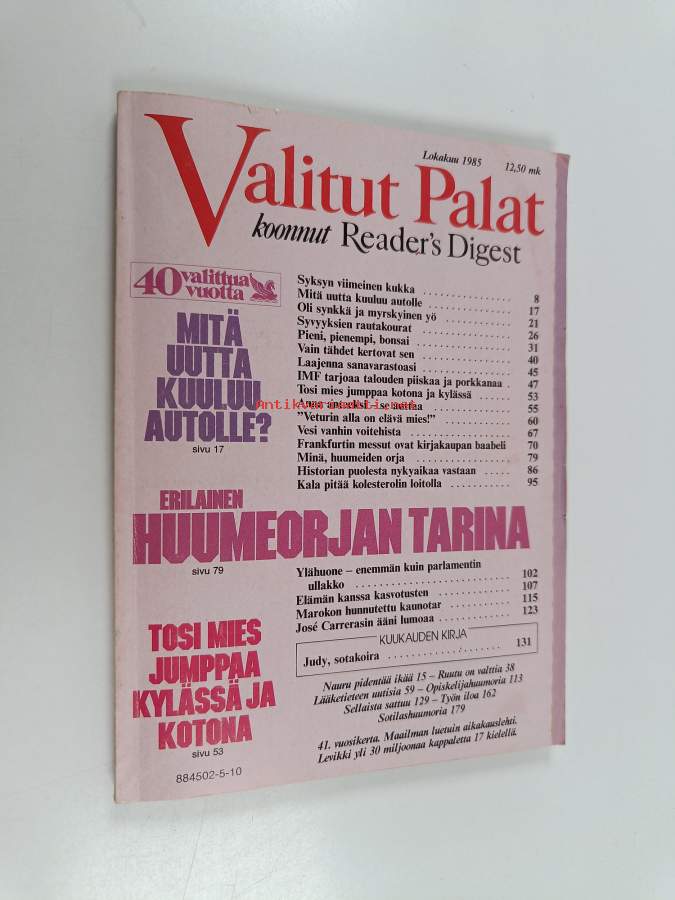 Lokakuu 1985 12,50 mk
Valitut Palat
koonnut Reader's Digest
40 valittua
vuotta
MITÄ
UUTTA
KUULUU
AUTOLLE?
sivu 17
Syksyn viimeinen kukka 8
Mitä uutta kuuluu autolle 17
Oli synkkä ja myrskyinen yö 21
Syvyyksien rautakourat 26
Pieni, pienempi, bonsai 31
Vain tähdet kertovat sen 40
Laajenna sanavarastoasi 45
IMF tarjoaa talouden piiskaa ja porkkanaa 47
Tosi mies jumppaa kotona ja kylässä 53
55
"Veturin alla on elävä mies!" 60
Vesi vanhin voitehista 67
Frankfurtin messut ovat kirjakaupan baabeli 70
Minä, huumeiden orja 79
Historian puolesta nykyaikaa vastaan 86
Kala pitää kolesterolin loitolla 95
ERILAINEN
HUUMEORJAN TARINA
sivu 79
Ylähuone – enemmän kuin parlamentin
ullakko 102
Elämän kanssa kasvotusten 107
Marokon hunnutettu kaunotar 115
José Carrerasin ääni lumoaa 123
KUUKAUDEN KIRJA
Judy, sotakoira 131
TOSI MIES
JUMPPAA
KYLÄSSÄ JA
KOTONA
sivu 53
884502-5-10
Nauru pidentää ikää 15 – Ruutu on valttia 38
Lääketieteen uutisia 59 – Opiskelijahuumoria 113
Sellaista sattuu 129 – Työn iloa 162
Sotilashuumoria 179
41. vuosikerta. Maailman luetuin aikakauslehti.
Levikki yli 30 miljoonaa kappaletta 17 kielellä.